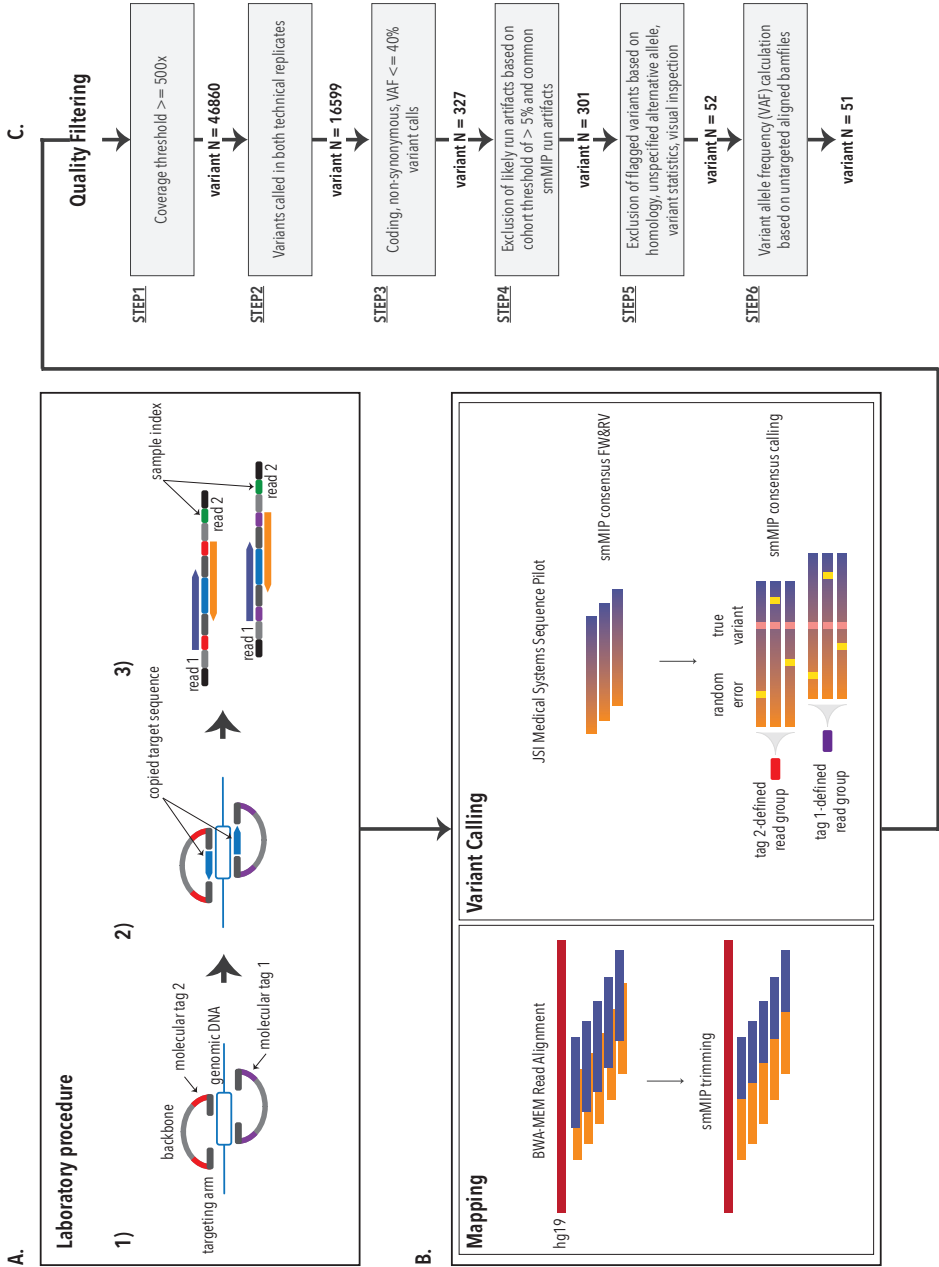 A.
Laboratory procedure
1)
targeting arm
backbone
molecular tag 2
genomic DNA
molecular tag 1
2)
copied target sequence
3)
read 1
read 2
sample index
read 1
read 2
B.
Mapping
hg19
BWA-MEM Read Alignment
smMIP trimming
Variant Calling
JSI Medical Systems Sequence Pilot
smMIP consensus FW&RV
random
error
true
variant
smMIP consensus calling
tag 2-defined
read group
tag 1-defined
read group
C.
Quality Filtering
STEP1
Coverage threshold >= 500x
variant N = 46860
STEP2
Variants called in both technical replicates
variant N = 16599
STEP3
Coding, non-synonymous, VAF <= 40%
variant calls
variant N = 327
STEP4
Exclusion of likely run artifacts based on
cohort threshold of > 5% and common
smMIP run artifacts
variant N = 301
STEP5
Exclusion of flagged variants based on
homology, unspecified alternative allele,
variant statistics, visual inspection
variant N = 52
STEP6
Variant allele frequency (VAF) calculation
based on untargeted aligned bamfiles
variant N = 51